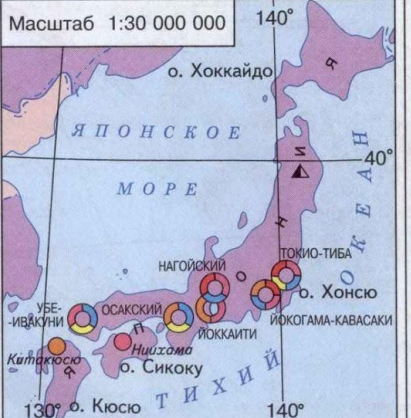 Масштаб 1:30 000 000
140°
о. Хоккайдо
ЯПОНСКОЕ
МОРЕ
40°
ТИХИЙ
ОКЕАН
ЯПОНИЯ
ТОКИО-ТИБА
НАГОЙСКИЙ
о. Хонсю
УБЕ-
-ИВАКУНИ
ОСАКСКИЙ
ЙОККАИТИ
ЙОКОГАМА-КАВАСАКИ
Китакюсю
Ниихама
о. Сикоку
130°
о. Кюсю
140°